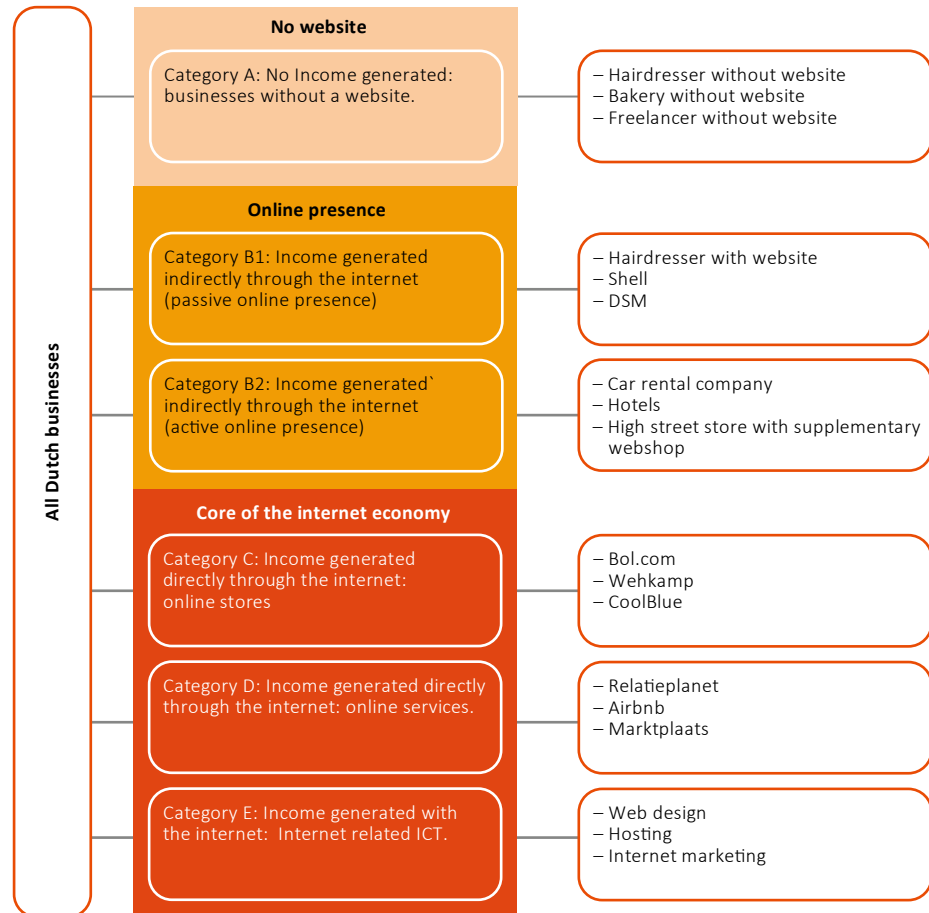 All Dutch businesses
No website
Category A: No Income generated:
businesses without a website.
– Hairdresser without website
– Bakery without website
– Freelancer without website
Online presence
Category B1: Income generated
indirectly through the internet
(passive online presence)
– Hairdresser with website
– Shell
– DSM
Category B2: Income generated`
indirectly through the internet
(active online presence)
– Car rental company
– Hotels
– High street store with supplementary
webshop
Core of the internet economy
Category C: Income generated
directly through the internet:
online stores
– Bol.com
– Wehkamp
– CoolBlue
Category D: Income generated directly
through the internet: online services.
– Relatieplanet
– Airbnb
– Marktplaats
Category E: Income generated with
the internet:  Internet related ICT.
– Web design
– Hosting
– Internet marketing